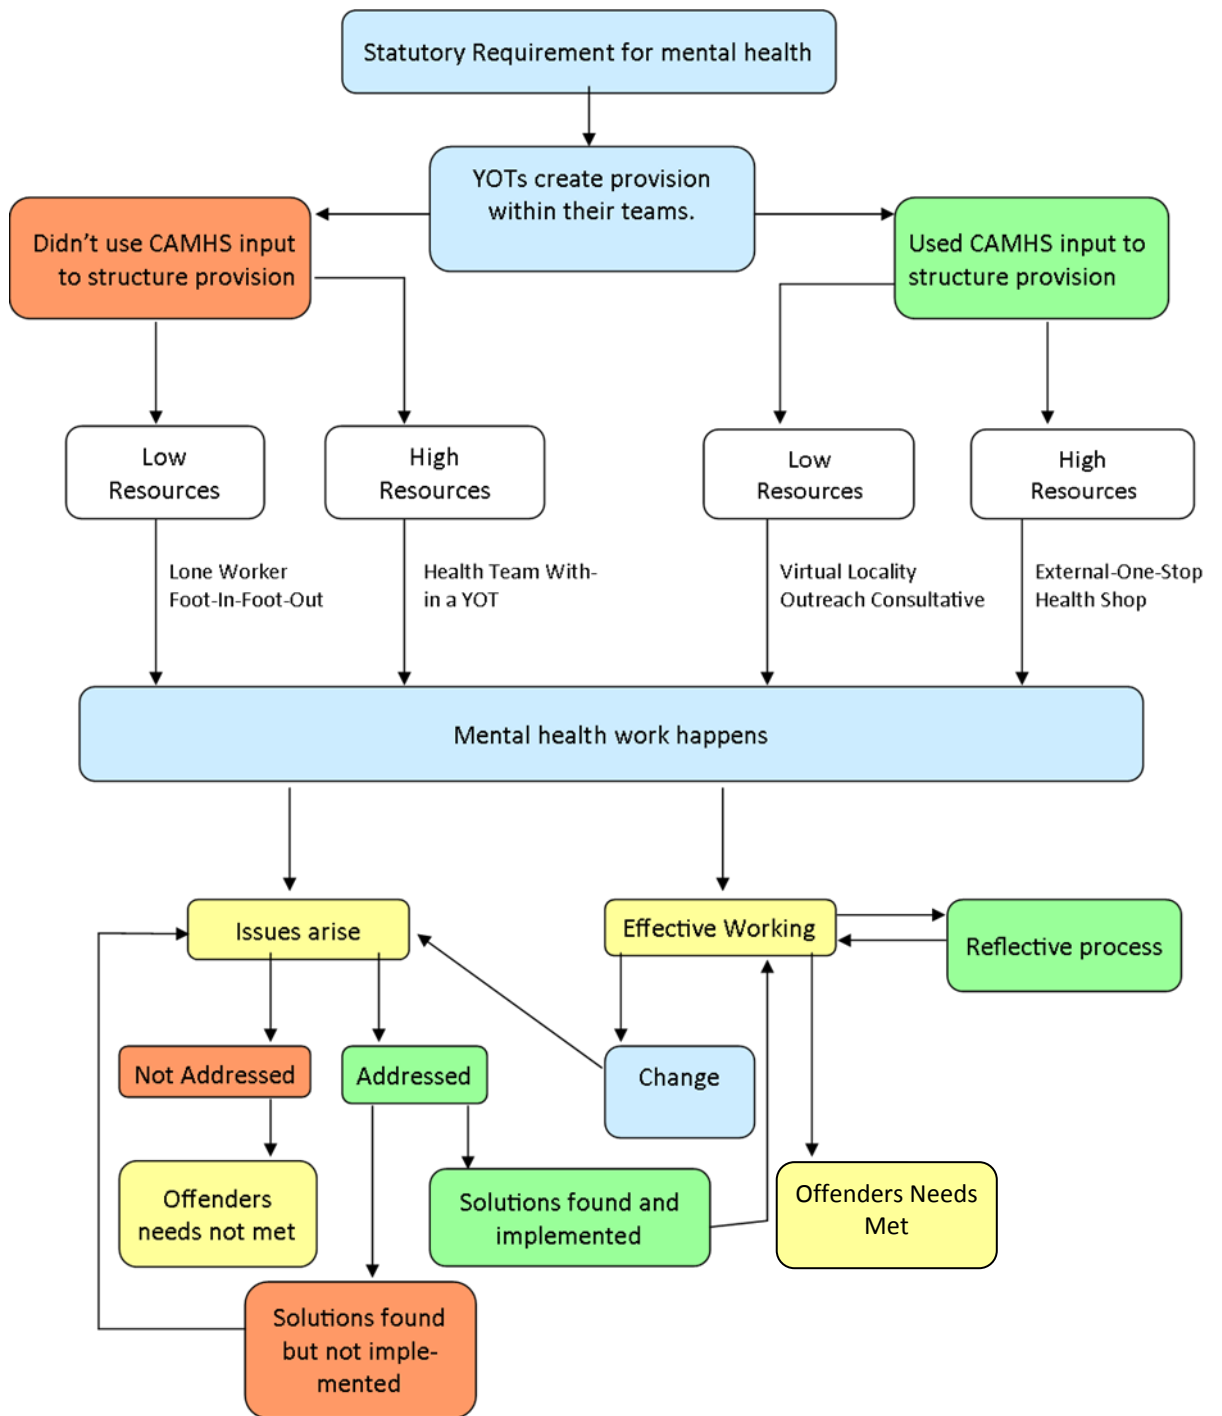 Statutory Requirement for mental health
YOTs create provision
within their teams.
Didn’t use CAMHS input
to structure provision
Used CAMHS input to
structure provision
Low
Resources
High
Resources
Low
Resources
High
Resources
Lone Worker
Foot-In-Foot-Out
Health Team With-
in a YOT
Virtual Locality
Outreach Consultative
External-One-Stop
Health Shop
Mental health work happens
Issues arise
Effective Working
Reflective process
Not Addressed
Addressed
Change
Offenders
needs not met
Solutions found and
implemented
Offenders Needs
Met
Solutions found
but not imple-
mented